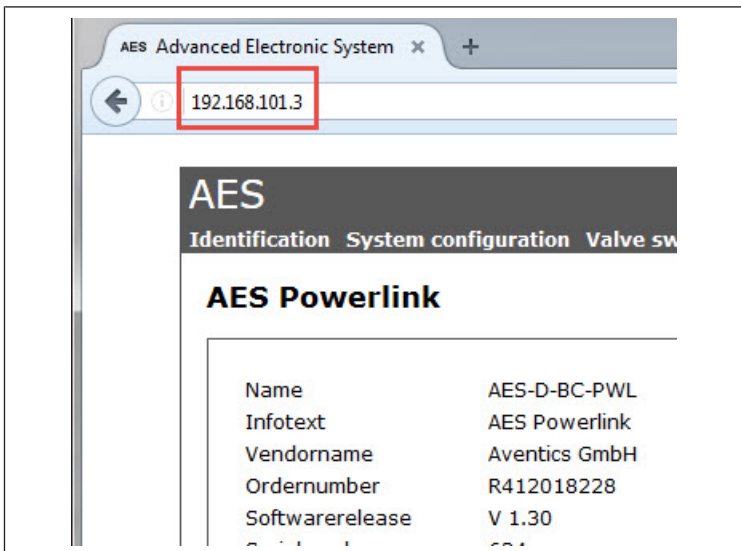 AES Advanced Electronic System
192.168.101.3
AES
Identification System configuration Valve sw
AES Powerlink
Name AES-D-BC-PWL
Infotext AES Powerlink
Vendorname Aventics GmbH
Ordernumber R412018228
Softwarerelease V 1.30